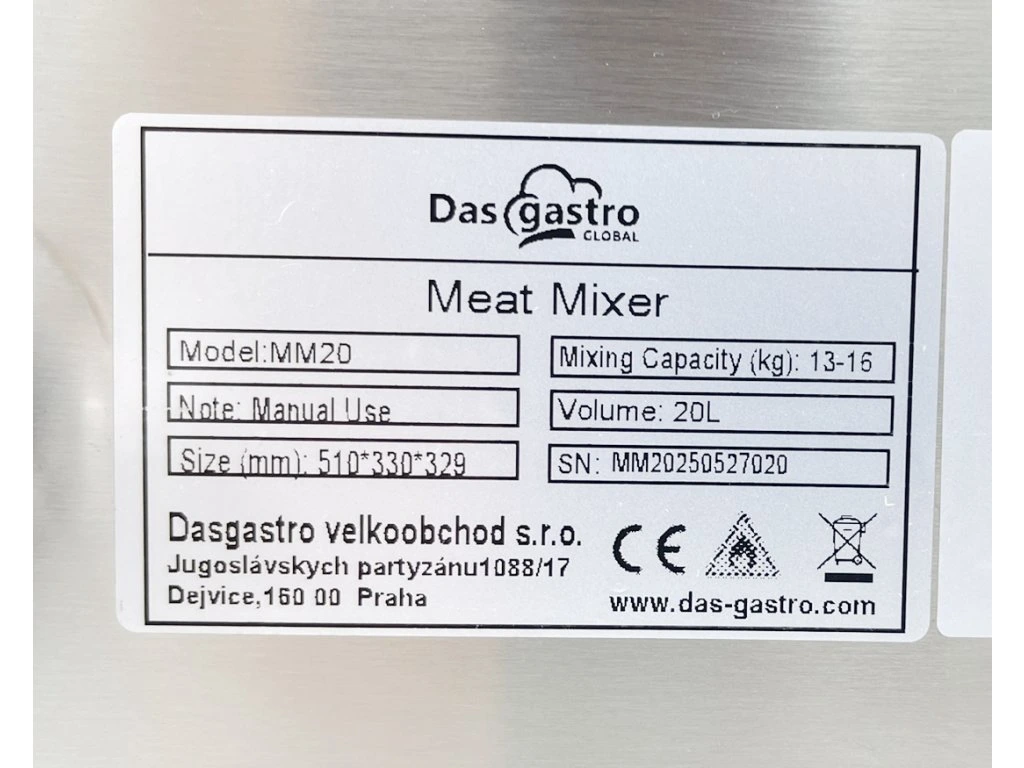 Das gastro
GLOBAL
Meat Mixer
Model:MM20
Mixing Capacity (kg): 13-16
Note: Manual Use
Volume: 20L
Size (mm): 510*330*329
SN: MM20250527020
Dasgastro velkoobchod s.r.o.
Jugoslávskych partyzánu1088/17
Dejvice,160 00 Praha
CE
www.das-gastro.com